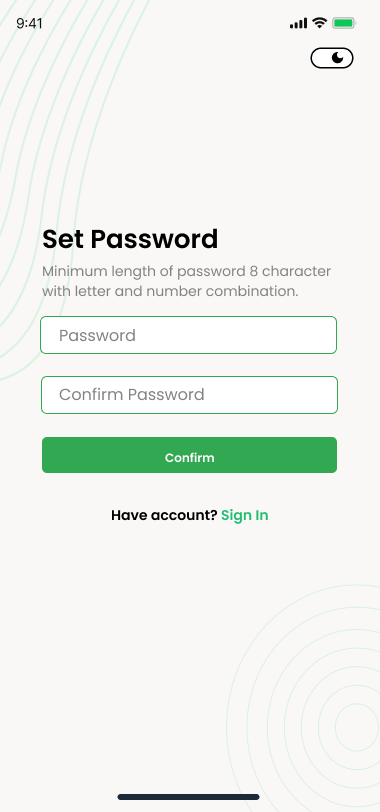 9:41
Set Password
Minimum length of password 8 character
with letter and number combination.
Password
Confirm Password
Confirm
Have account? Sign In